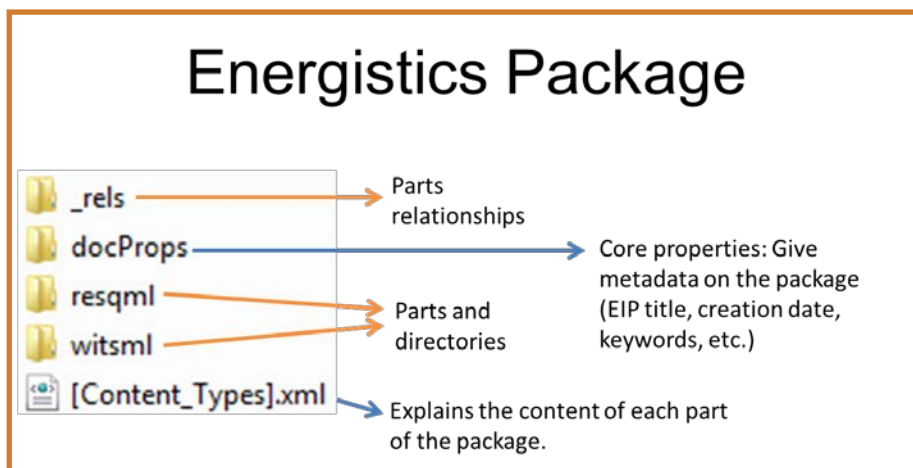 Energistics Package
_rels
Parts
relationships
docProps
Core properties: Give
metadata on the package
(EIP title, creation date,
keywords, etc.)
resqml
witsml
Parts and
directories
[Content_Types].xml
Explains the content of each part
of the package.